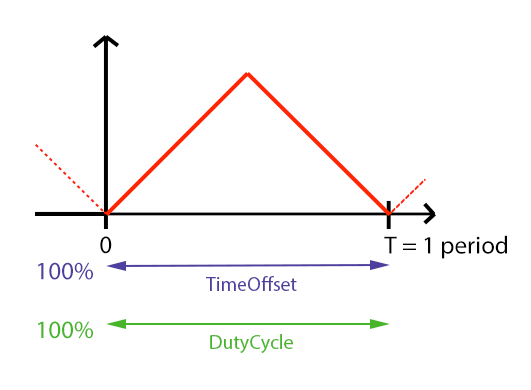 0
T = 1 period
100%
TimeOffset
100%
DutyCycle